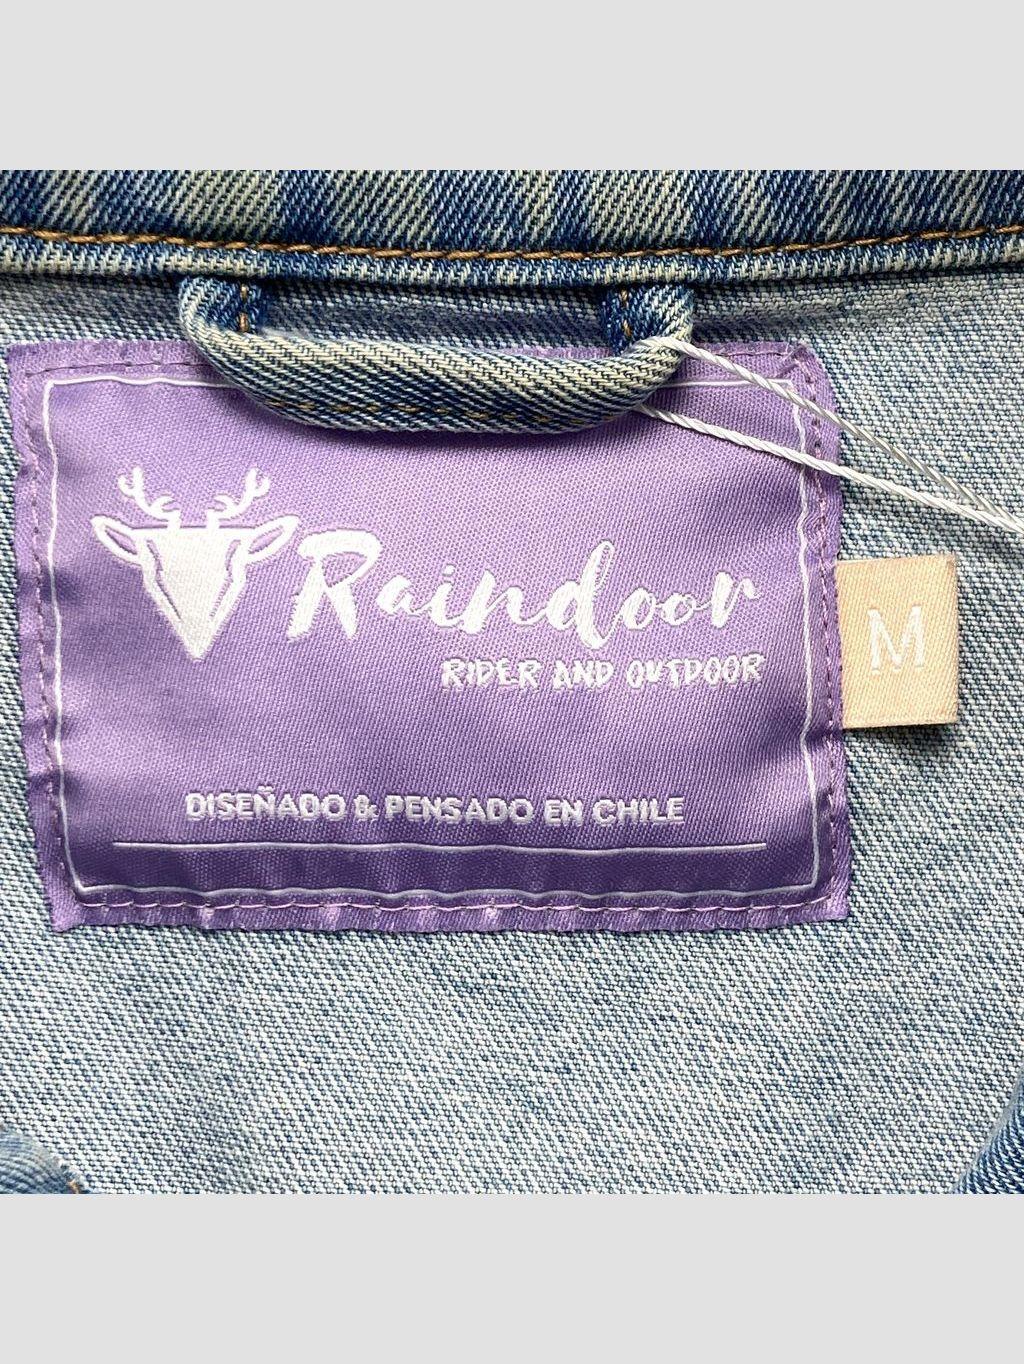 Raindoor
RIDER AND OUTDOOR
M
DISEÑADO & PENSADO EN CHILE